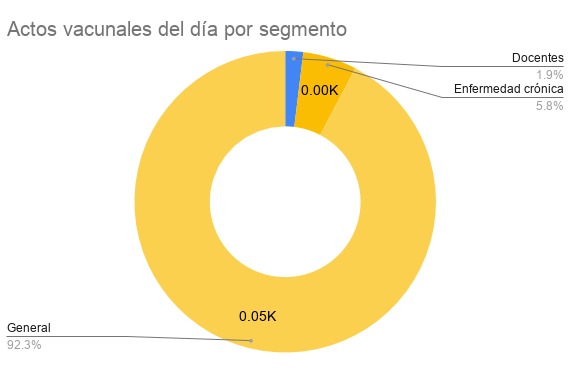 Actos vacunales del día por segmento
Docentes
1.9%
Enfermedad crónica
5.8%
0.00K
0.05K
General
92.3%